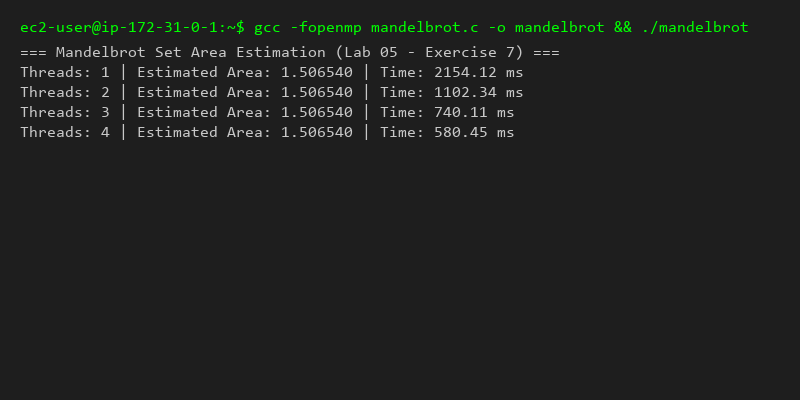 ec2-user@ip-172-31-0-1:~$ gcc -fopenmp mandelbrot.c -o mandelbrot && ./mandelbrot
=== Mandelbrot Set Area Estimation (Lab 05 - Exercise 7) ===
Threads: 1 | Estimated Area: 1.506540 | Time: 2154.12 ms
Threads: 2 | Estimated Area: 1.506540 | Time: 1102.34 ms
Threads: 3 | Estimated Area: 1.506540 | Time: 740.11 ms
Threads: 4 | Estimated Area: 1.506540 | Time: 580.45 ms